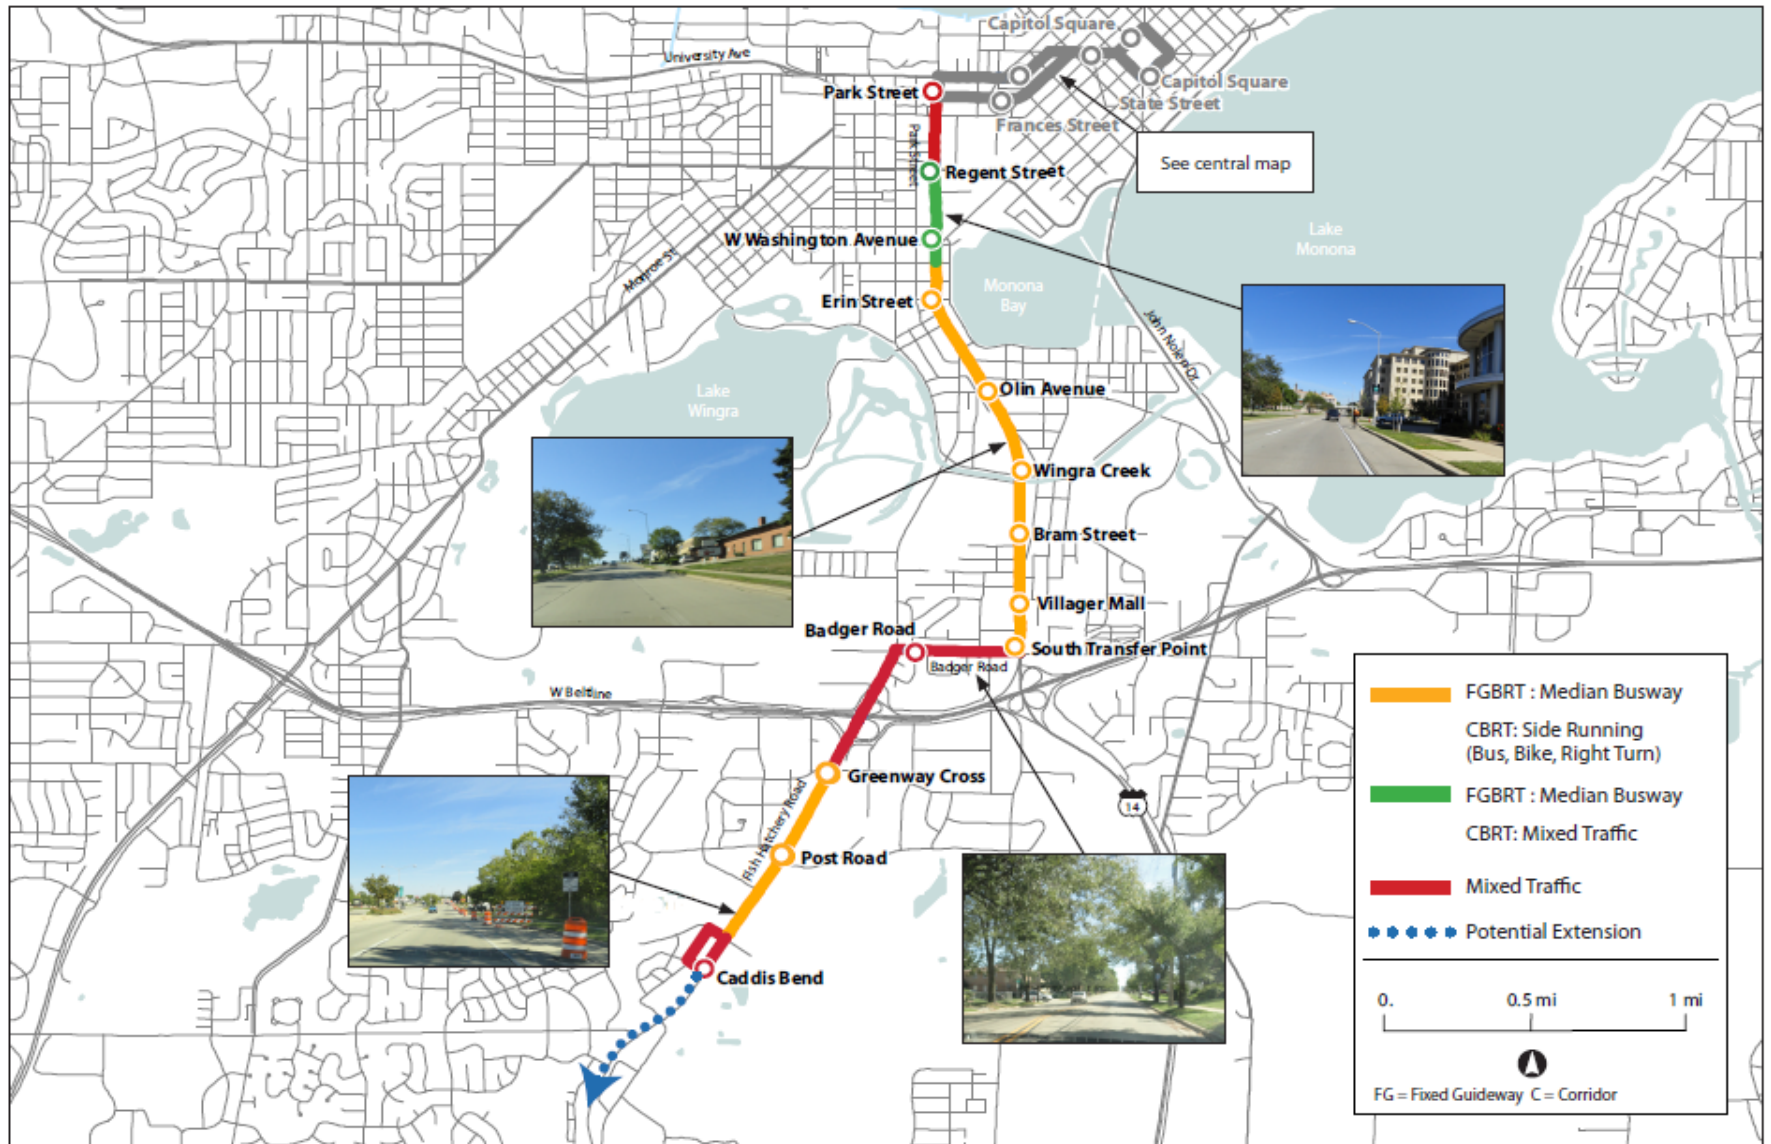 Capitol Square
University Ave
Park Street
Capitol Square
State Street
Frances Street
Park Street
See central map
Regent Street
W Washington Avenue
Lake
Monona
Monroe St
Monona
Bay
Erin Street
John Nolen Dr
Olin Avenue
Lake
Wingra
Wingra Creek
Bram Street
Villager Mall
Badger Road
South Transfer Point
Badger Road
W Beltline
Greenway Cross
Fish Hatchery Road
14
Post Road
Caddis Bend
FGBRT : Median Busway
CBRT: Side Running
(Bus, Bike, Right Turn)
FGBRT : Median Busway
CBRT: Mixed Traffic
Mixed Traffic
Potential Extension
0. 0.5 mi 1 mi
FG = Fixed Guideway C = Corridor